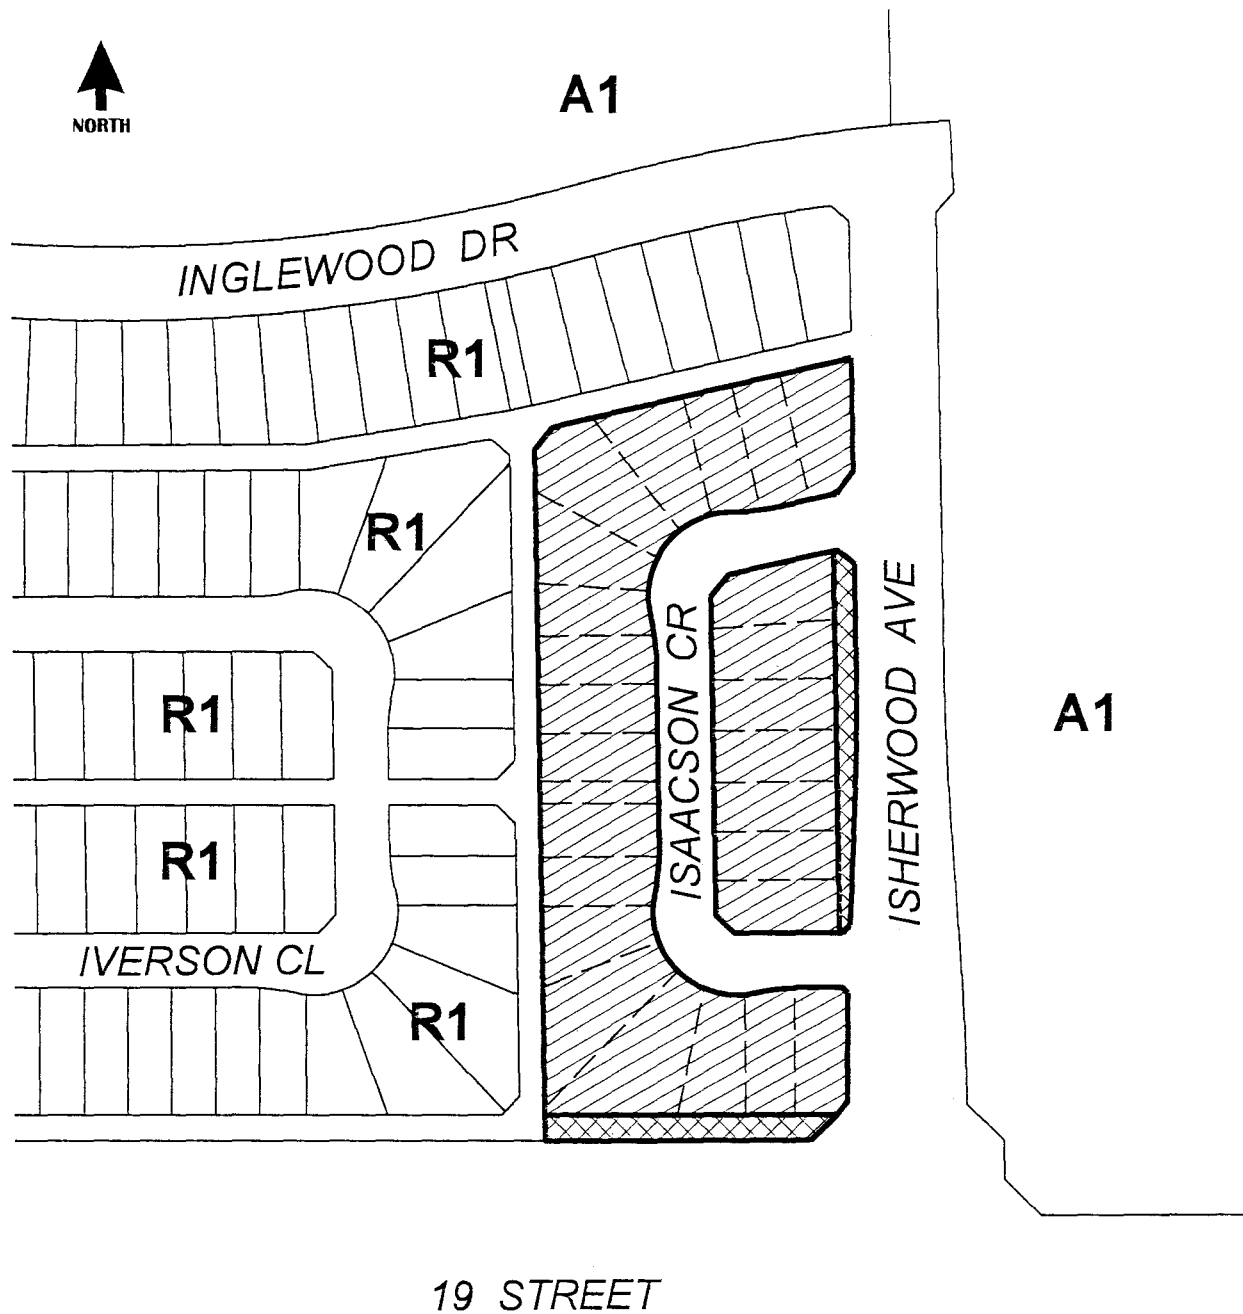 A1
NORTH
INGLEWOOD DR
R1
R1
ISAACSON CR
ISHERWOOD AVE
R1
A1
R1
IVERSON CL
R1
19 STREET